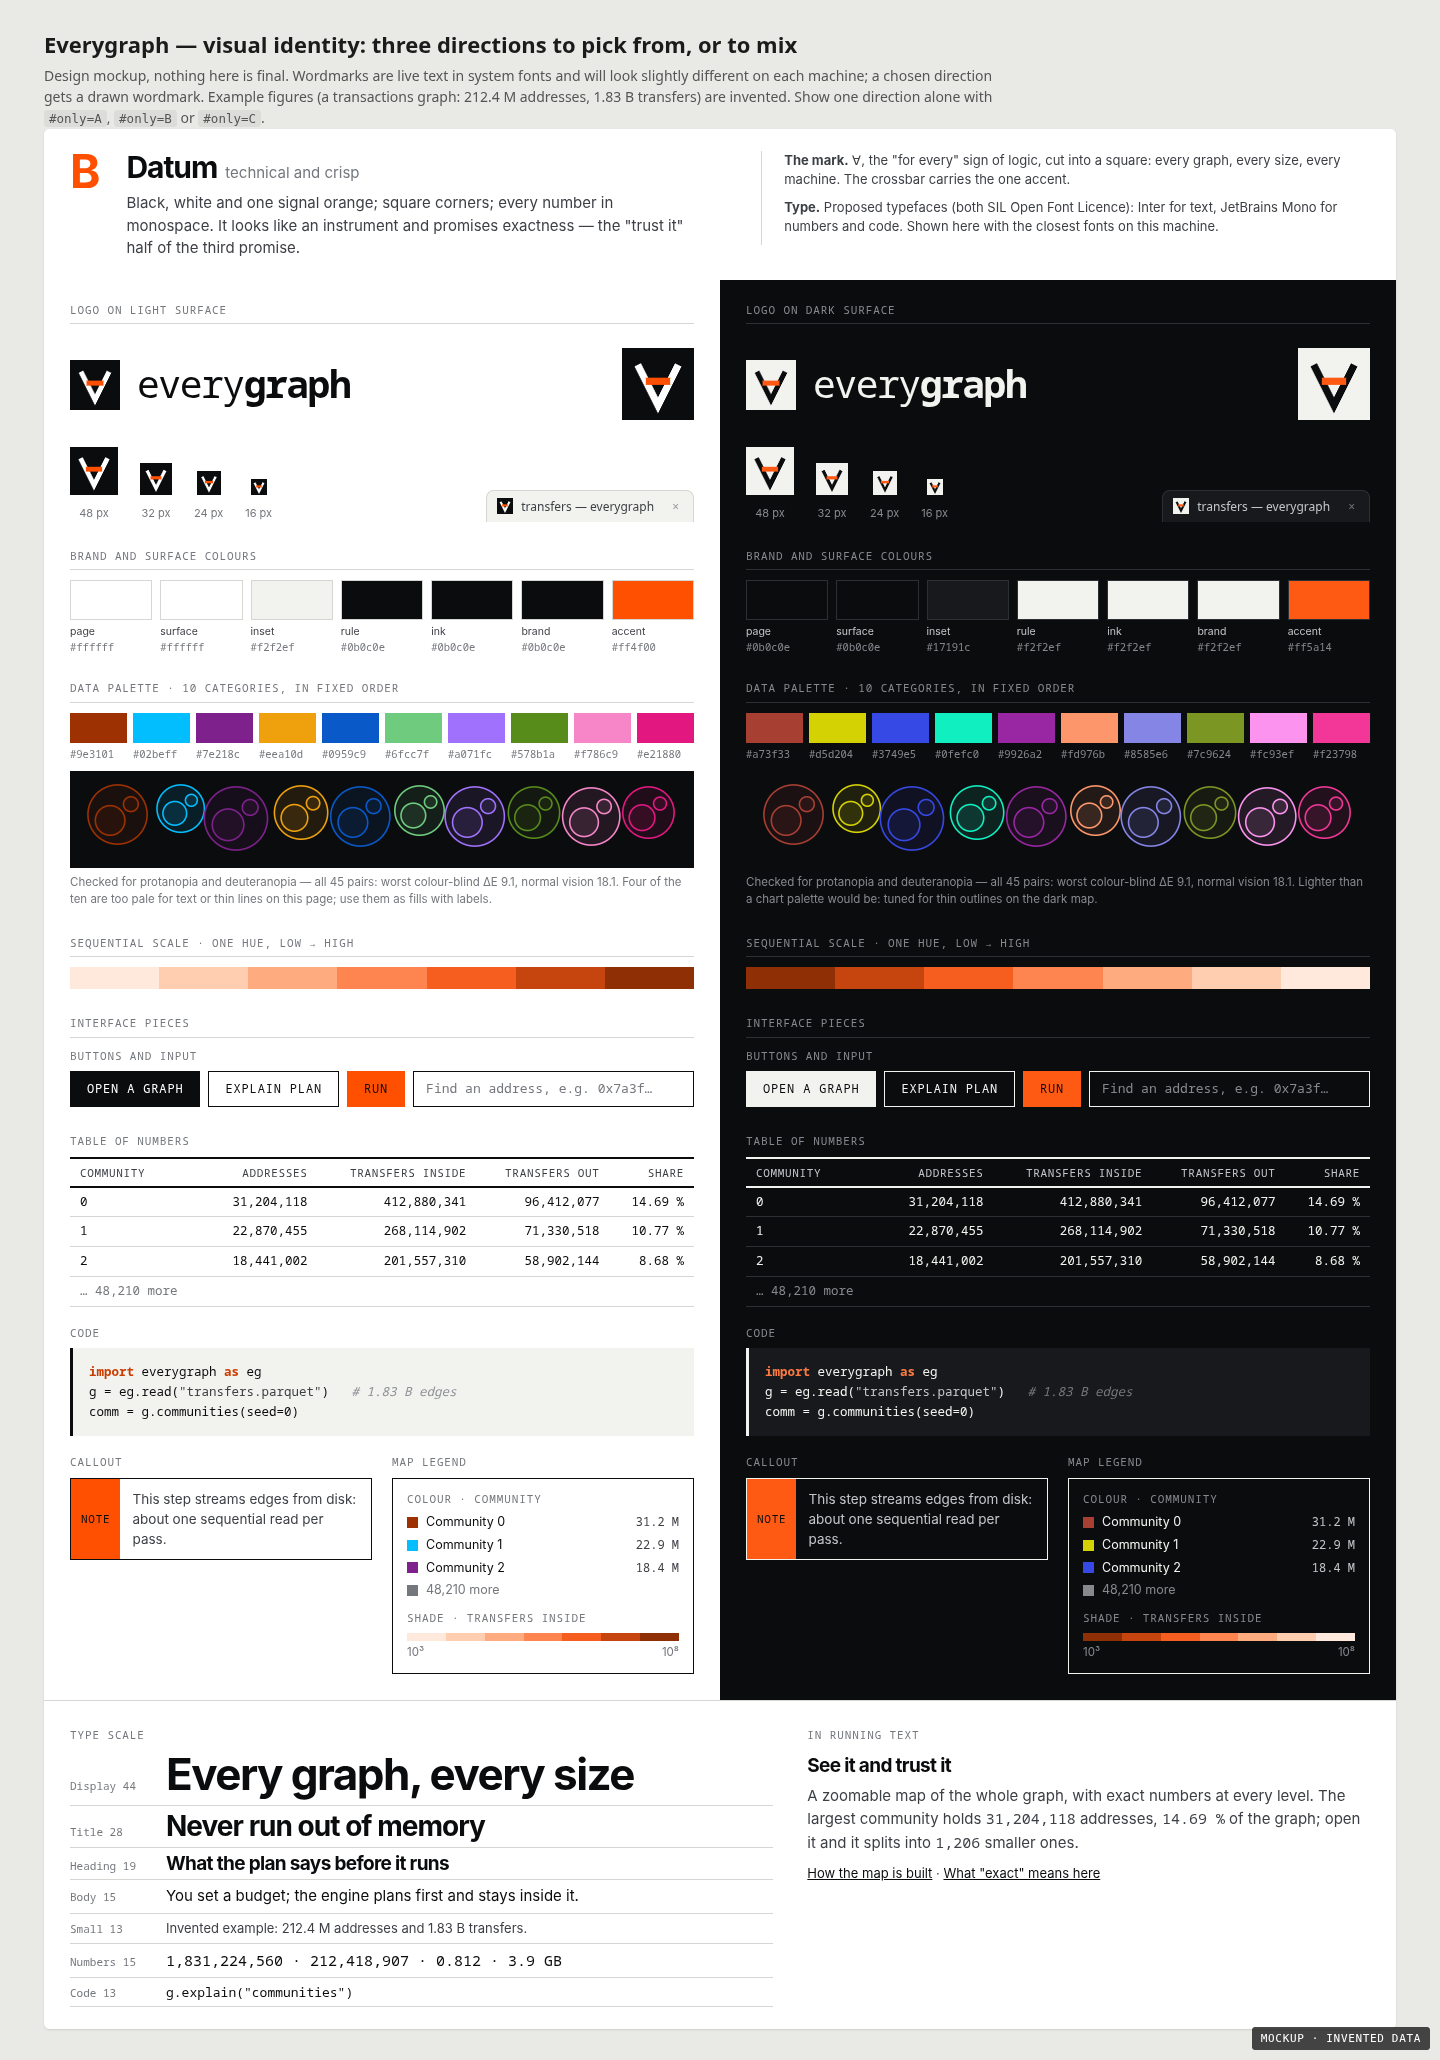 Everygraph — visual identity: three directions to pick from, or to mix
Design mockup, nothing here is final. Wordmarks are live text in system fonts and will look slightly different on each machine; a chosen direction
gets a drawn wordmark. Example figures (a transactions graph: 212.4 M addresses, 1.83 B transfers) are invented. Show one direction alone with
#only=A, #only=B or #only=C.
B
Datum technical and crisp
Black, white and one signal orange; square corners; every number in
monospace. It looks like an instrument and promises exactness — the "trust it"
half of the third promise.
The mark. ∀, the "for every" sign of logic, cut into a square: every graph, every size, every
machine. The crossbar carries the one accent.
Type. Proposed typefaces (both SIL Open Font Licence): Inter for text, JetBrains Mono for
numbers and code. Shown here with the closest fonts on this machine.
LOGO ON LIGHT SURFACE
everygraph
48 px 32 px 24 px 16 px
transfers — everygraph ×
BRAND AND SURFACE COLOURS
page surface inset rule ink brand accent
#ffffff #ffffff #f2f2ef #0b0c0e #0b0c0e #0b0c0e #ff4f00
DATA PALETTE · 10 CATEGORIES, IN FIXED ORDER
#9e3101 #02beff #7e218c #eea10d #0959c9 #6fcc7f #a071fc #578b1a #f786c9 #e21880
Checked for protanopia and deuteranopia — all 45 pairs: worst colour-blind ΔE 9.1, normal vision 18.1. Four of the
ten are too pale for text or thin lines on this page; use them as fills with labels.
SEQUENTIAL SCALE · ONE HUE, LOW → HIGH
INTERFACE PIECES
BUTTONS AND INPUT
OPEN A GRAPH EXPLAIN PLAN RUN Find an address, e.g. 0x7a3f…
TABLE OF NUMBERS
COMMUNITY ADDRESSES TRANSFERS INSIDE TRANSFERS OUT SHARE
0 31,204,118 412,880,341 96,412,077 14.69 %
1 22,870,455 268,114,902 71,330,518 10.77 %
2 18,441,002 201,557,310 58,902,144 8.68 %
… 48,210 more
CODE
import everygraph as eg
g = eg.read("transfers.parquet") # 1.83 B edges
comm = g.communities(seed=0)
CALLOUT
NOTE
This step streams edges from disk:
about one sequential read per
pass.
MAP LEGEND
COLOUR · COMMUNITY
Community 0 31.2 M
Community 1 22.9 M
Community 2 18.4 M
48,210 more
SHADE · TRANSFERS INSIDE
10³ 10⁸
LOGO ON DARK SURFACE
everygraph
48 px 32 px 24 px 16 px
transfers — everygraph ×
BRAND AND SURFACE COLOURS
page surface inset rule ink brand accent
#0b0c0e #0b0c0e #17191c #f2f2ef #f2f2ef #f2f2ef #ff5a14
DATA PALETTE · 10 CATEGORIES, IN FIXED ORDER
#a73f33 #d5d204 #3749e5 #0fefc0 #9926a2 #fd976b #8585e6 #7c9624 #fc93ef #f23798
Checked for protanopia and deuteranopia — all 45 pairs: worst colour-blind ΔE 9.1, normal vision 18.1. Lighter than
a chart palette would be: tuned for thin outlines on the dark map.
SEQUENTIAL SCALE · ONE HUE, LOW → HIGH
INTERFACE PIECES
BUTTONS AND INPUT
OPEN A GRAPH EXPLAIN PLAN RUN Find an address, e.g. 0x7a3f…
TABLE OF NUMBERS
COMMUNITY ADDRESSES TRANSFERS INSIDE TRANSFERS OUT SHARE
0 31,204,118 412,880,341 96,412,077 14.69 %
1 22,870,455 268,114,902 71,330,518 10.77 %
2 18,441,002 201,557,310 58,902,144 8.68 %
… 48,210 more
CODE
import everygraph as eg
g = eg.read("transfers.parquet") # 1.83 B edges
comm = g.communities(seed=0)
CALLOUT
NOTE
This step streams edges from disk:
about one sequential read per
pass.
MAP LEGEND
COLOUR · COMMUNITY
Community 0 31.2 M
Community 1 22.9 M
Community 2 18.4 M
48,210 more
SHADE · TRANSFERS INSIDE
10³ 10⁸
TYPE SCALE
Display 44 Every graph, every size
Title 28 Never run out of memory
Heading 19 What the plan says before it runs
Body 15 You set a budget; the engine plans first and stays inside it.
Small 13 Invented example: 212.4 M addresses and 1.83 B transfers.
Numbers 15 1,831,224,560 · 212,418,907 · 0.812 · 3.9 GB
Code 13 g.explain("communities")
IN RUNNING TEXT
See it and trust it
A zoomable map of the whole graph, with exact numbers at every level. The
largest community holds 31,204,118 addresses, 14.69 % of the graph; open
it and it splits into 1,206 smaller ones.
How the map is built · What "exact" means here
MOCKUP · INVENTED DATA